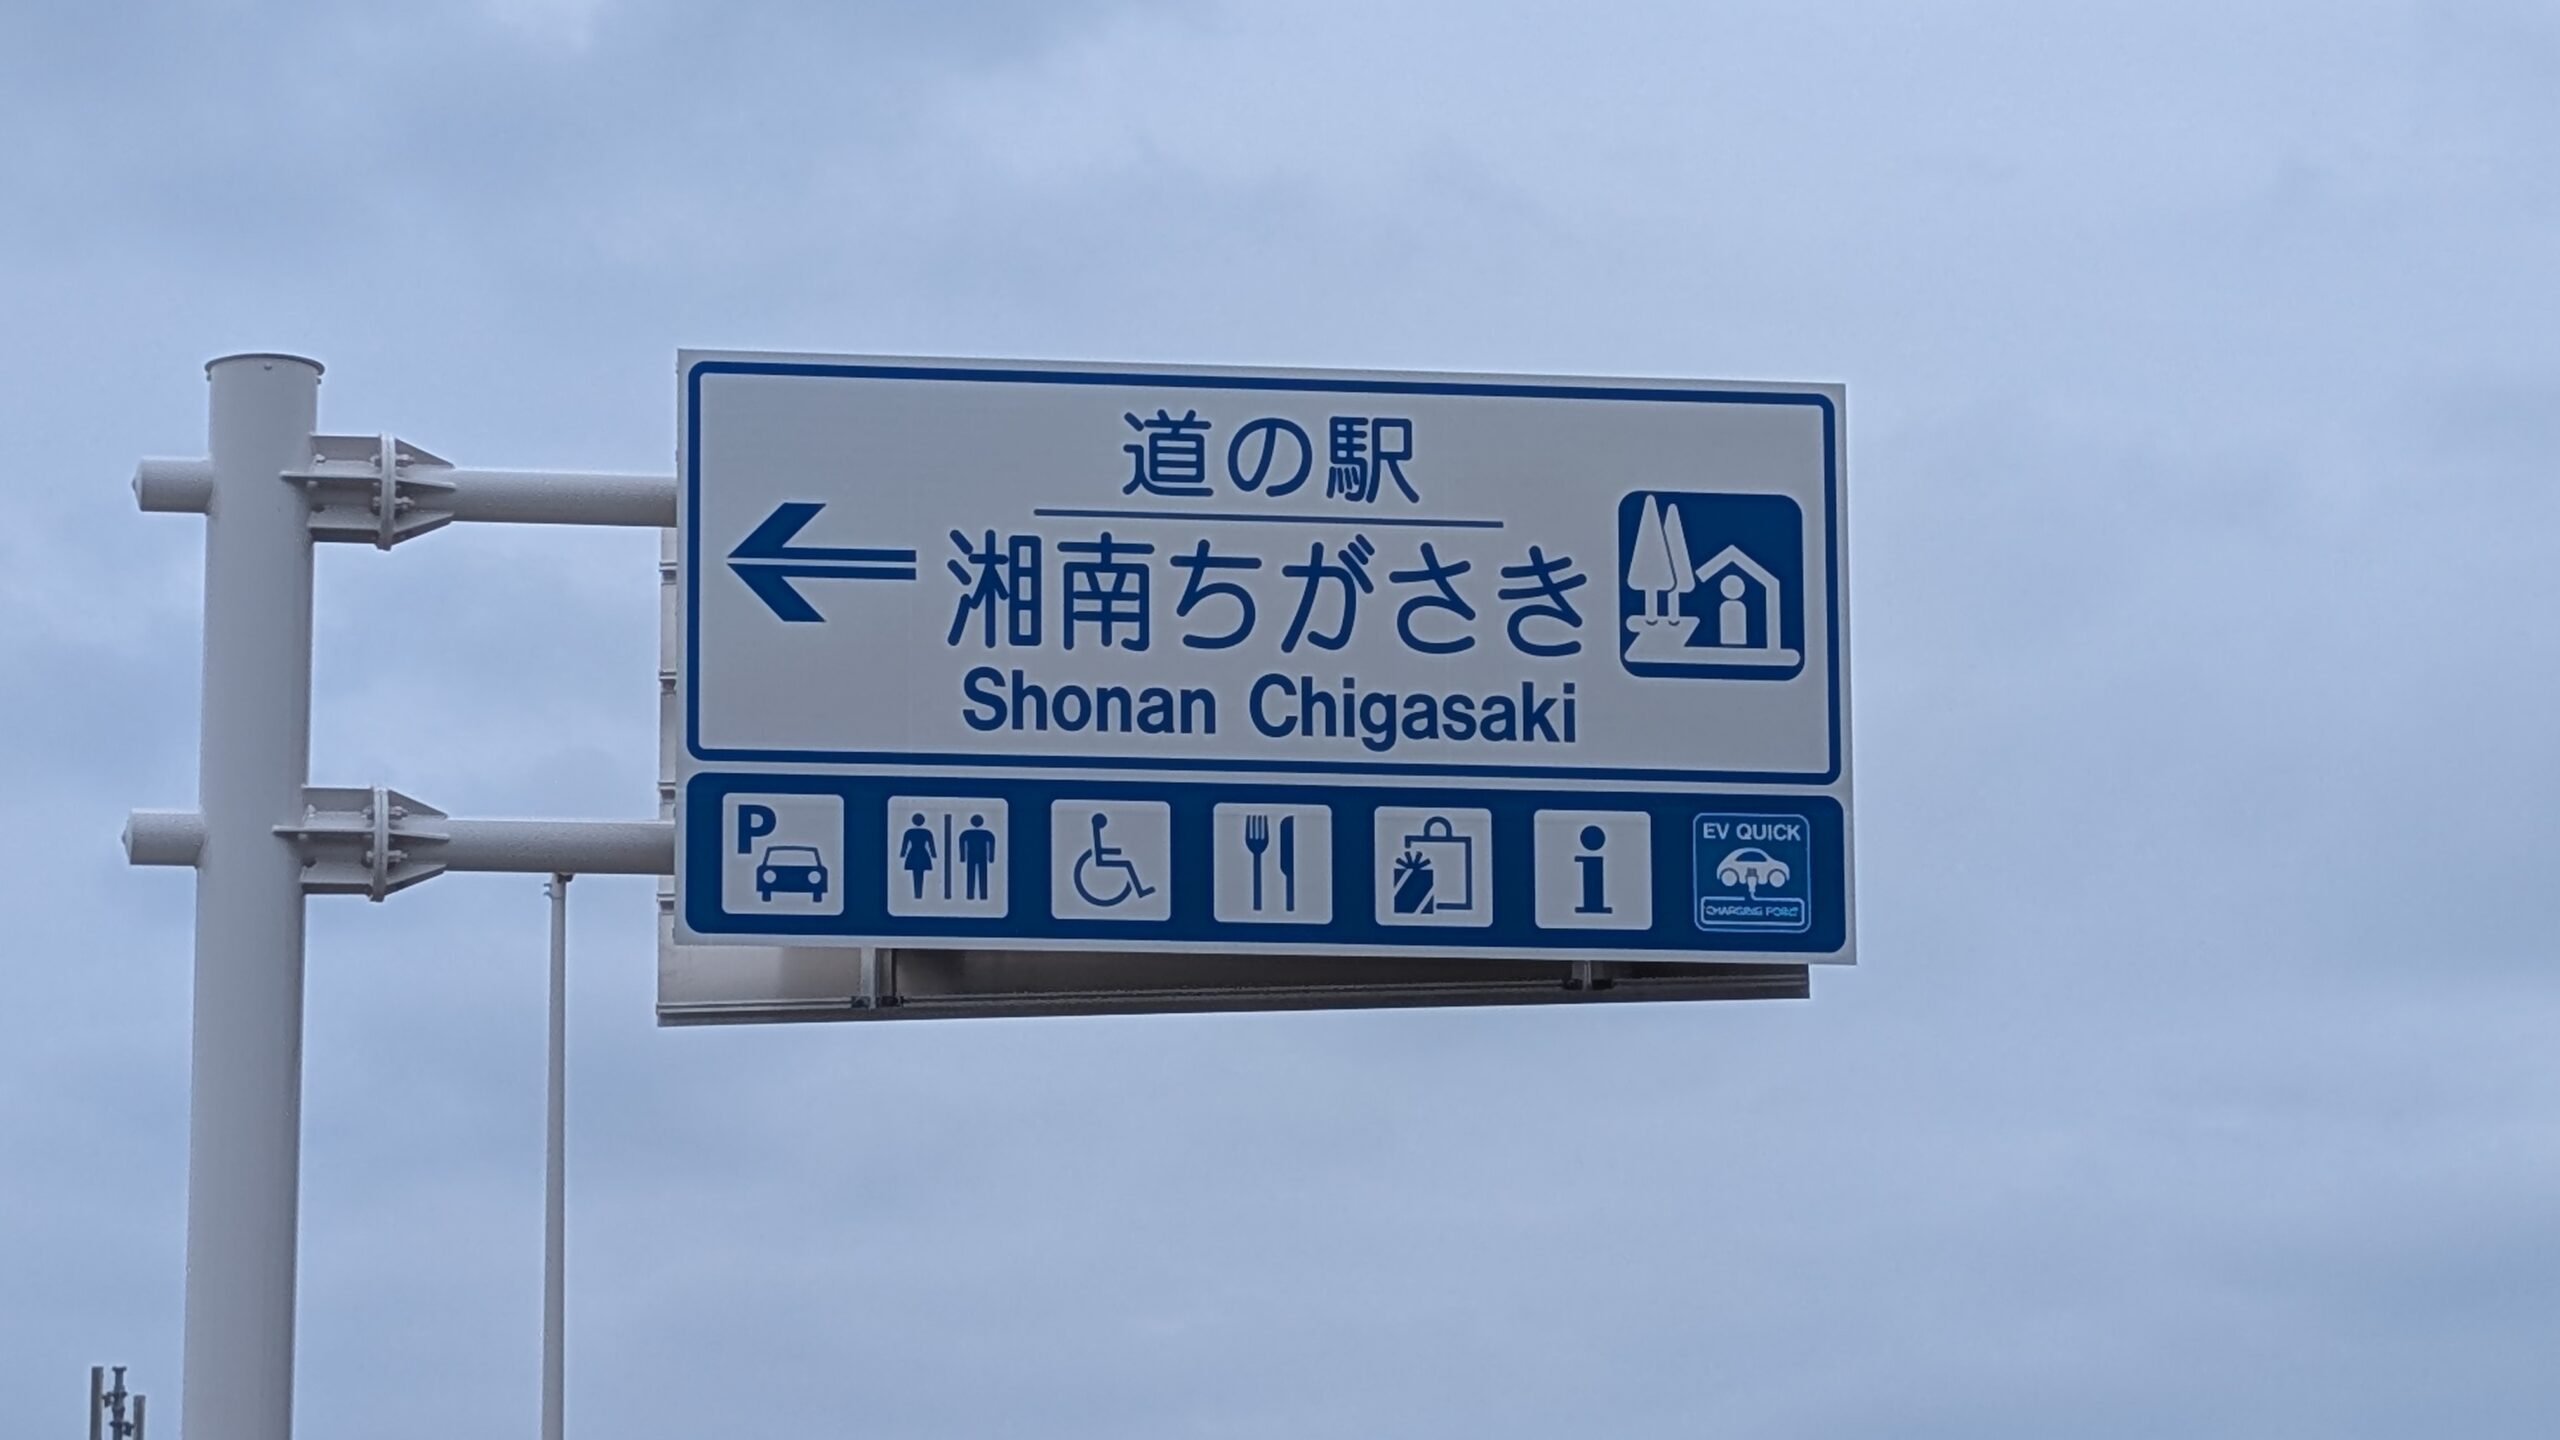 道の駅
湘南ちがさき
Shonan Chigasaki
P
i
EV QUICK
CHARGING POINT